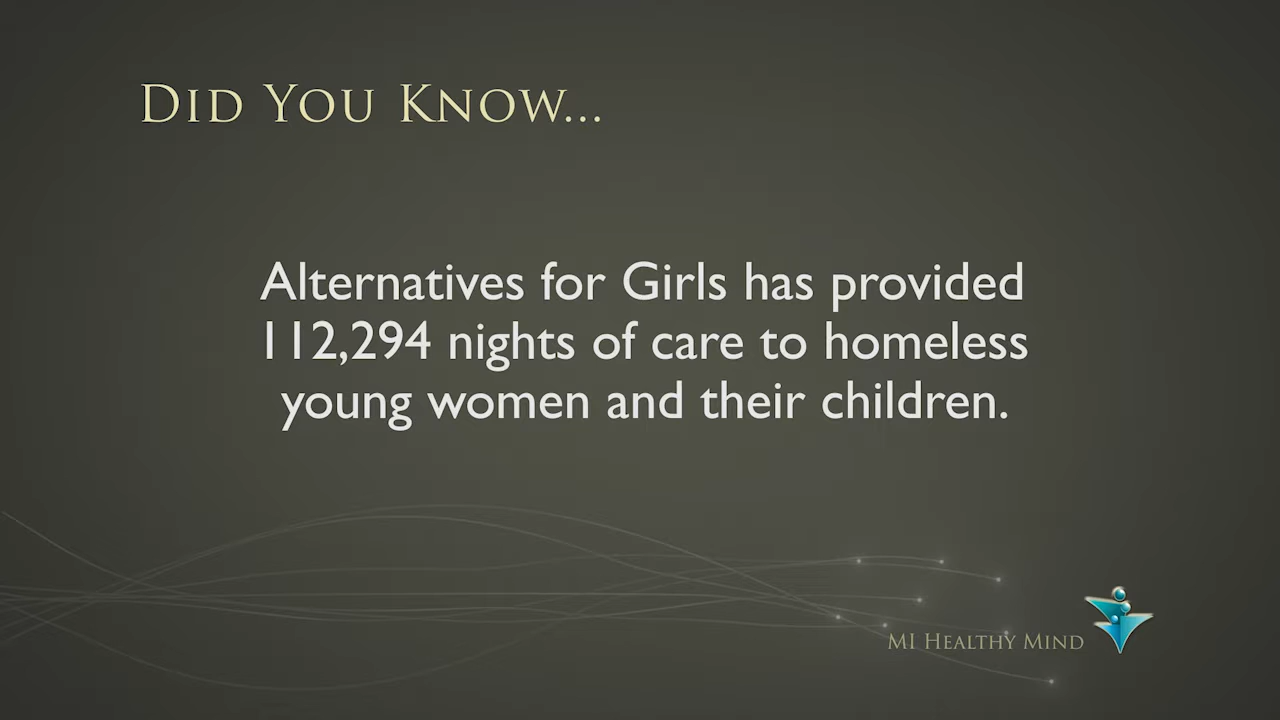 Did You Know...
Alternatives for Girls has provided
112,294 nights of care to homeless
young women and their children.
MI Healthy Mind